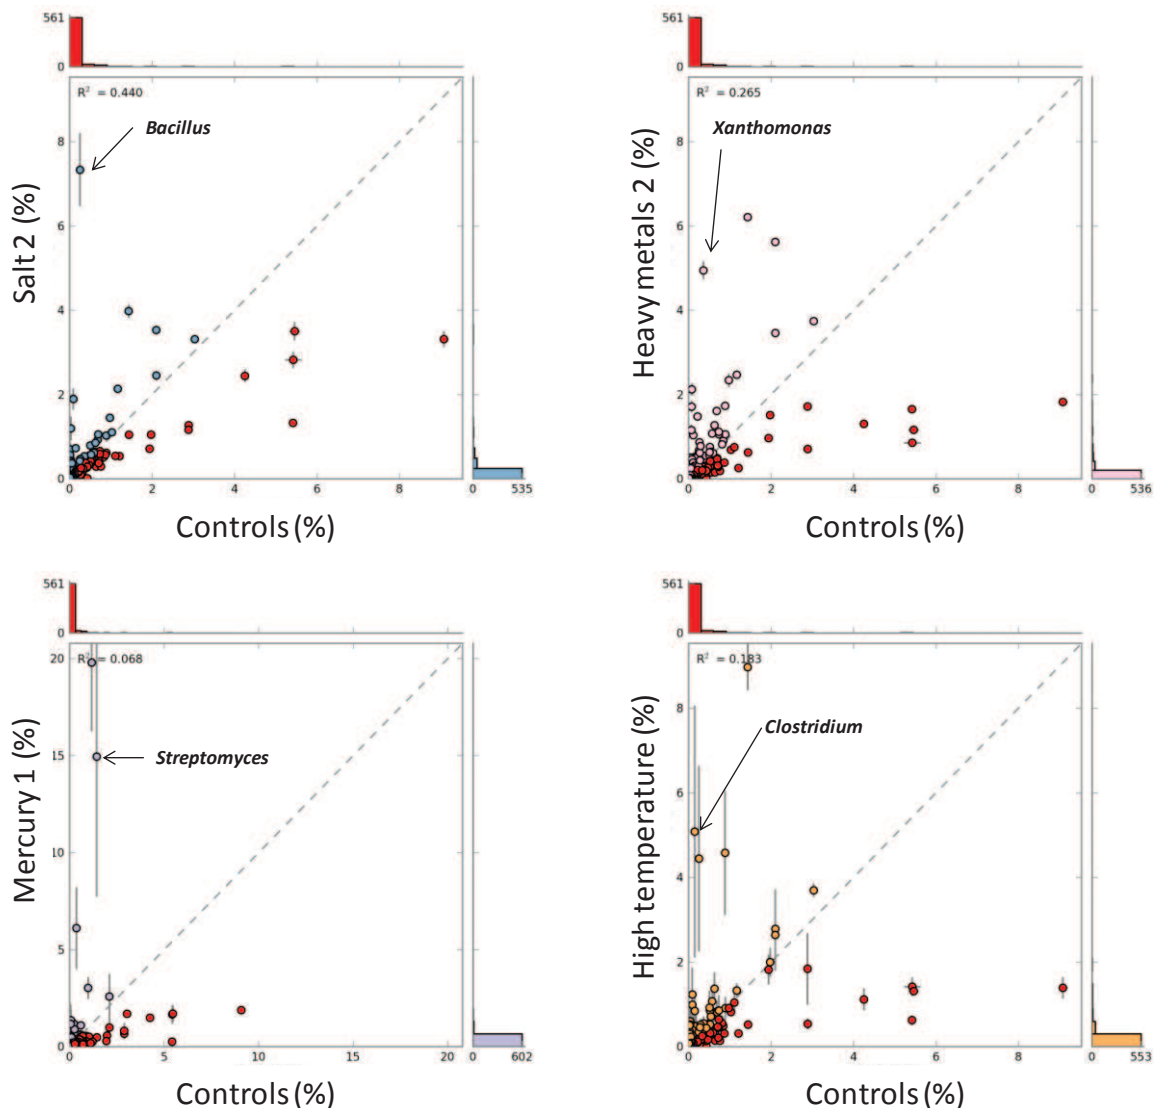 561
0
R² = 0.440
Bacillus
Salt 2 (%)
8
6
4
2
0
0 2 4 6 8
0 535
Controls (%)
561
0
R² = 0.265
Xanthomonas
Heavy metals 2 (%)
8
6
4
2
0
0 2 4 6 8
0 536
Controls (%)
561
0
R² = 0.068
Streptomyces
Mercury 1 (%)
20
15
10
5
0
0 5 10 15 20
0 602
Controls (%)
561
0
R² = 0.183
Clostridium
High temperature (%)
8
6
4
2
0
0 2 4 6 8
0 553
Controls (%)